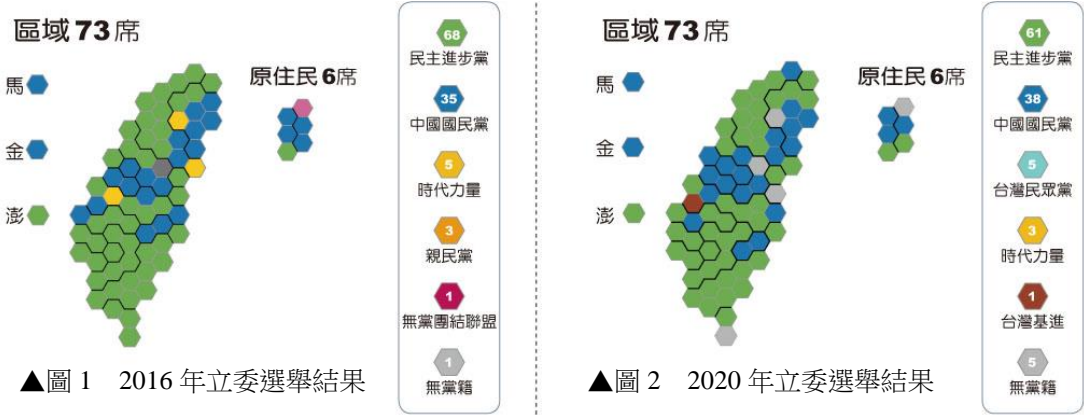 區域 73 席
原住民 6席
馬
金
澎
68
民主進步黨
35
中國國民黨
5
時代力量
3
親民黨
1
無黨團結聯盟
1
無黨籍
▲圖 1 2016 年立委選舉結果
區域 73 席
原住民 6席
馬
金
澎
61
民主進步黨
38
中國國民黨
5
台灣民眾黨
3
時代力量
1
台灣基進
5
無黨籍
▲圖 2 2020 年立委選舉結果